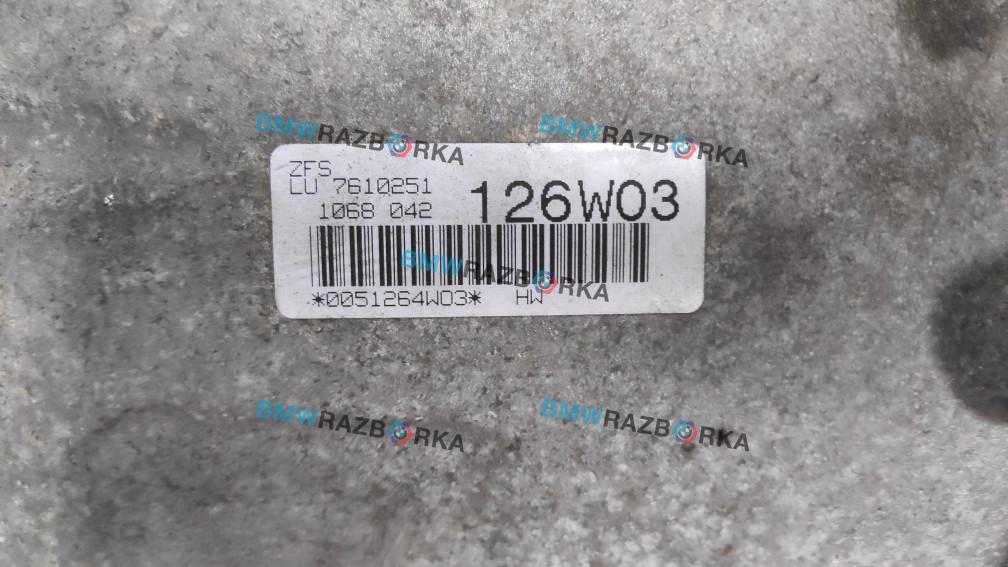 BMWRAZBORKA BMWRAZBORKA
ZFS
LU 7610251
1068 042 126W03
BMWRAZBORKA
*0051264W03* HW
BMWRAZBORKA BMWRAZBORKA